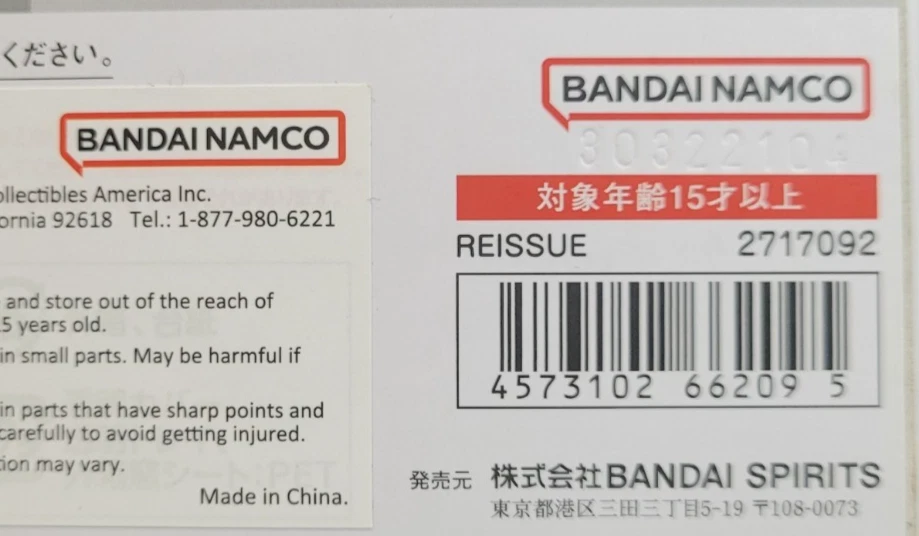 ください。
BANDAI NAMCO
ollectibles America Inc.
ornia 92618 Tel.: 1-877-980-6221
and store out of the reach of
5 years old.
in small parts. May be harmful if
in parts that have sharp points and
carefully to avoid getting injured.
tion may vary.
Made in China.
BANDAI NAMCO
対象年齢15才以上
REISSUE 2717092
4573102 66209 5
発売元 株式会社BANDAI SPIRITS
東京都港区三田三丁目5-19 〒108-0073